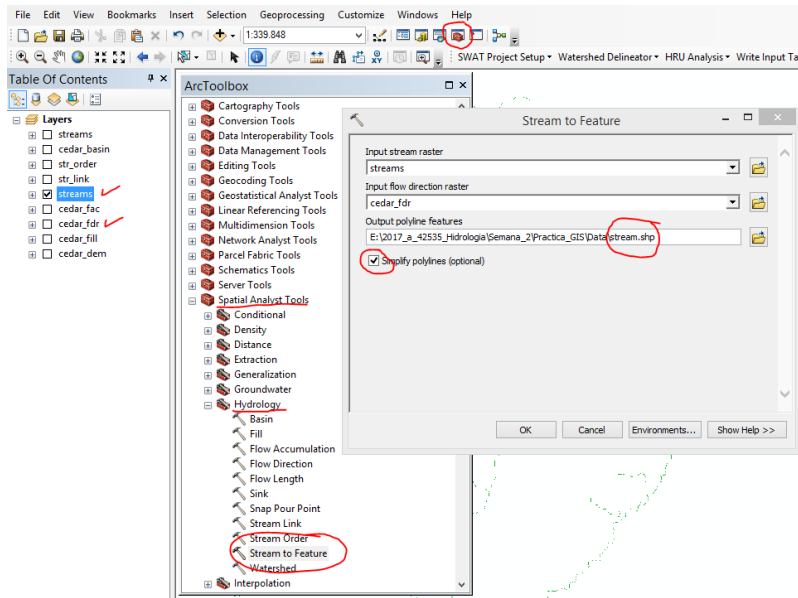 File Edit View Bookmarks Insert Selection Geoprocessing Customize Windows Help
1:339.848
SWAT Project Setup Watershed Delineator HRU Analysis Write Input Ta
Table Of Contents
Layers
streams
cedar_basin
str_order
str_link
streams
cedar_fac
cedar_fdr
cedar_fill
cedar_dem
ArcToolbox
Cartography Tools
Conversion Tools
Data Interoperability Tools
Data Management Tools
Editing Tools
Geocoding Tools
Geostatistical Analyst Tools
Linear Referencing Tools
Multidimension Tools
Network Analyst Tools
Parcel Fabric Tools
Schematics Tools
Server Tools
Spatial Analyst Tools
Conditional
Density
Distance
Extraction
Generalization
Groundwater
Hydrology
Basin
Fill
Flow Accumulation
Flow Direction
Flow Length
Sink
Snap Pour Point
Stream Link
Stream Order
Stream to Feature
Watershed
Interpolation
Stream to Feature
Input stream raster
streams
Input flow direction raster
cedar_fdr
Output polyline features
E:\2017_a_42535_Hidrologia\Semana_2\Practica_GIS\Data\stream.shp
Simplify polylines (optional)
OK Cancel Environments... Show Help >>